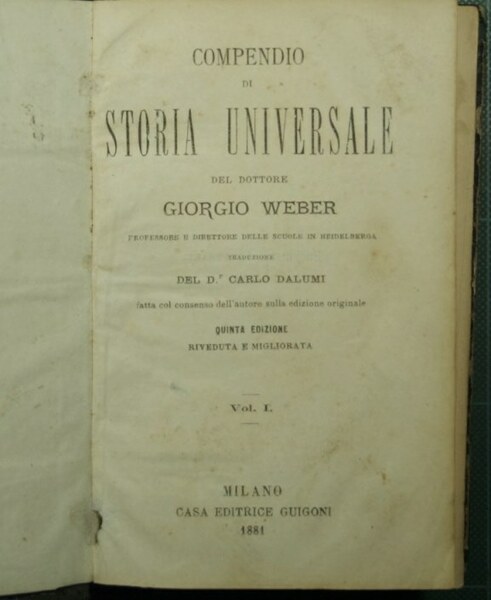 COMPENDIO
DI
STORIA UNIVERSALE
DEL DOTTORE
GIORGIO WEBER
PROFESSORE E DIRETTORE DELLE SCUOLE IN HEIDELBERGA
TRADUZIONE
DEL D.r CARLO DALUMI
fatta col consenso dell'autore sulla edizione originale
QUINTA EDIZIONE
RIVEDUTA E MIGLIORATA
Vol. I.
MILANO
CASA EDITRICE GUIGONI
1881